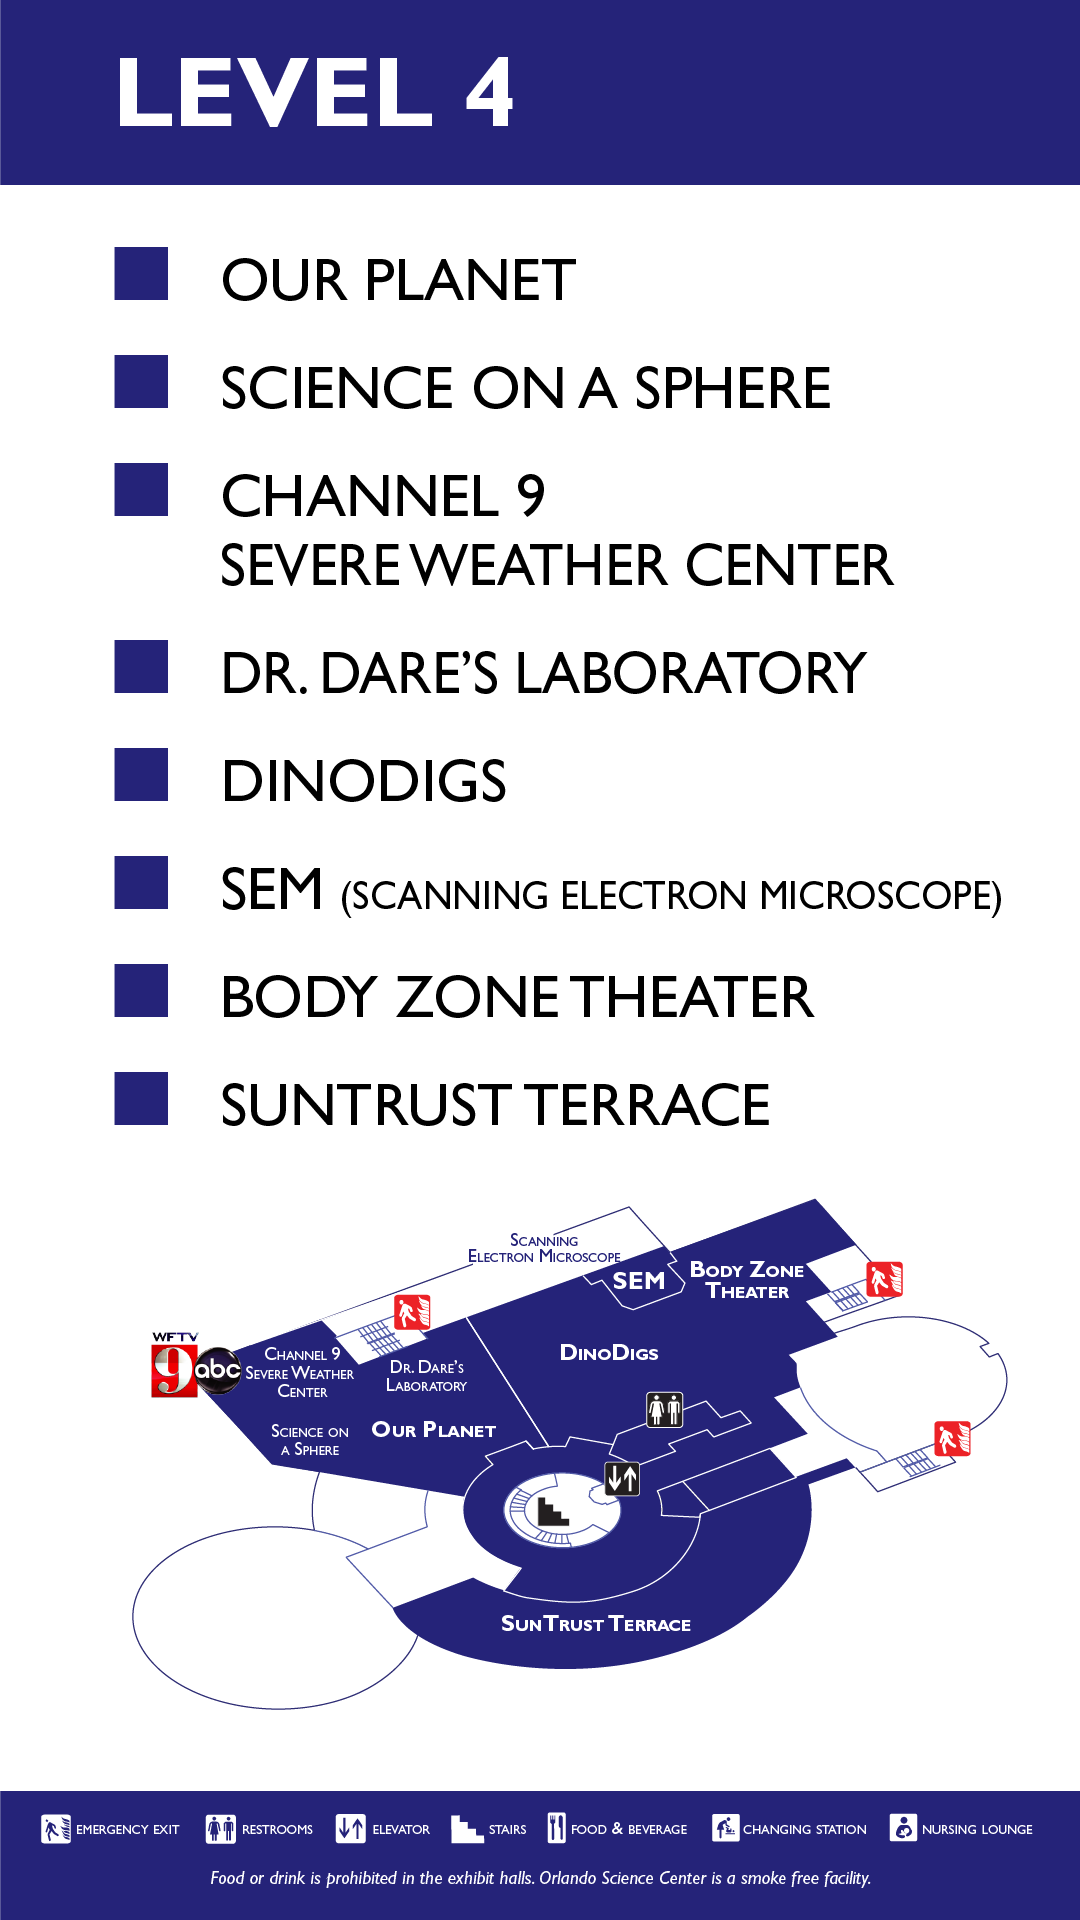 LEVEL 4
OUR PLANET
SCIENCE ON A SPHERE
CHANNEL 9
SEVERE WEATHER CENTER
DR. DARE’S LABORATORY
DINODIGS
SEM (SCANNING ELECTRON MICROSCOPE)
BODY ZONE THEATER
SUNTRUST TERRACE
SCANNING
ELECTRON MICROSCOPE
SEM
BODY ZONE
THEATER
WFTV
9 abc
CHANNEL 9
SEVERE WEATHER
CENTER
DR. DARE’S
LABORATORY
DINODIGS
SCIENCE ON
A SPHERE
OUR PLANET
SUNTRUST TERRACE
EMERGENCY EXIT RESTROOMS ELEVATOR STAIRS FOOD & BEVERAGE CHANGING STATION NURSING LOUNGE
Food or drink is prohibited in the exhibit halls. Orlando Science Center is a smoke free facility.